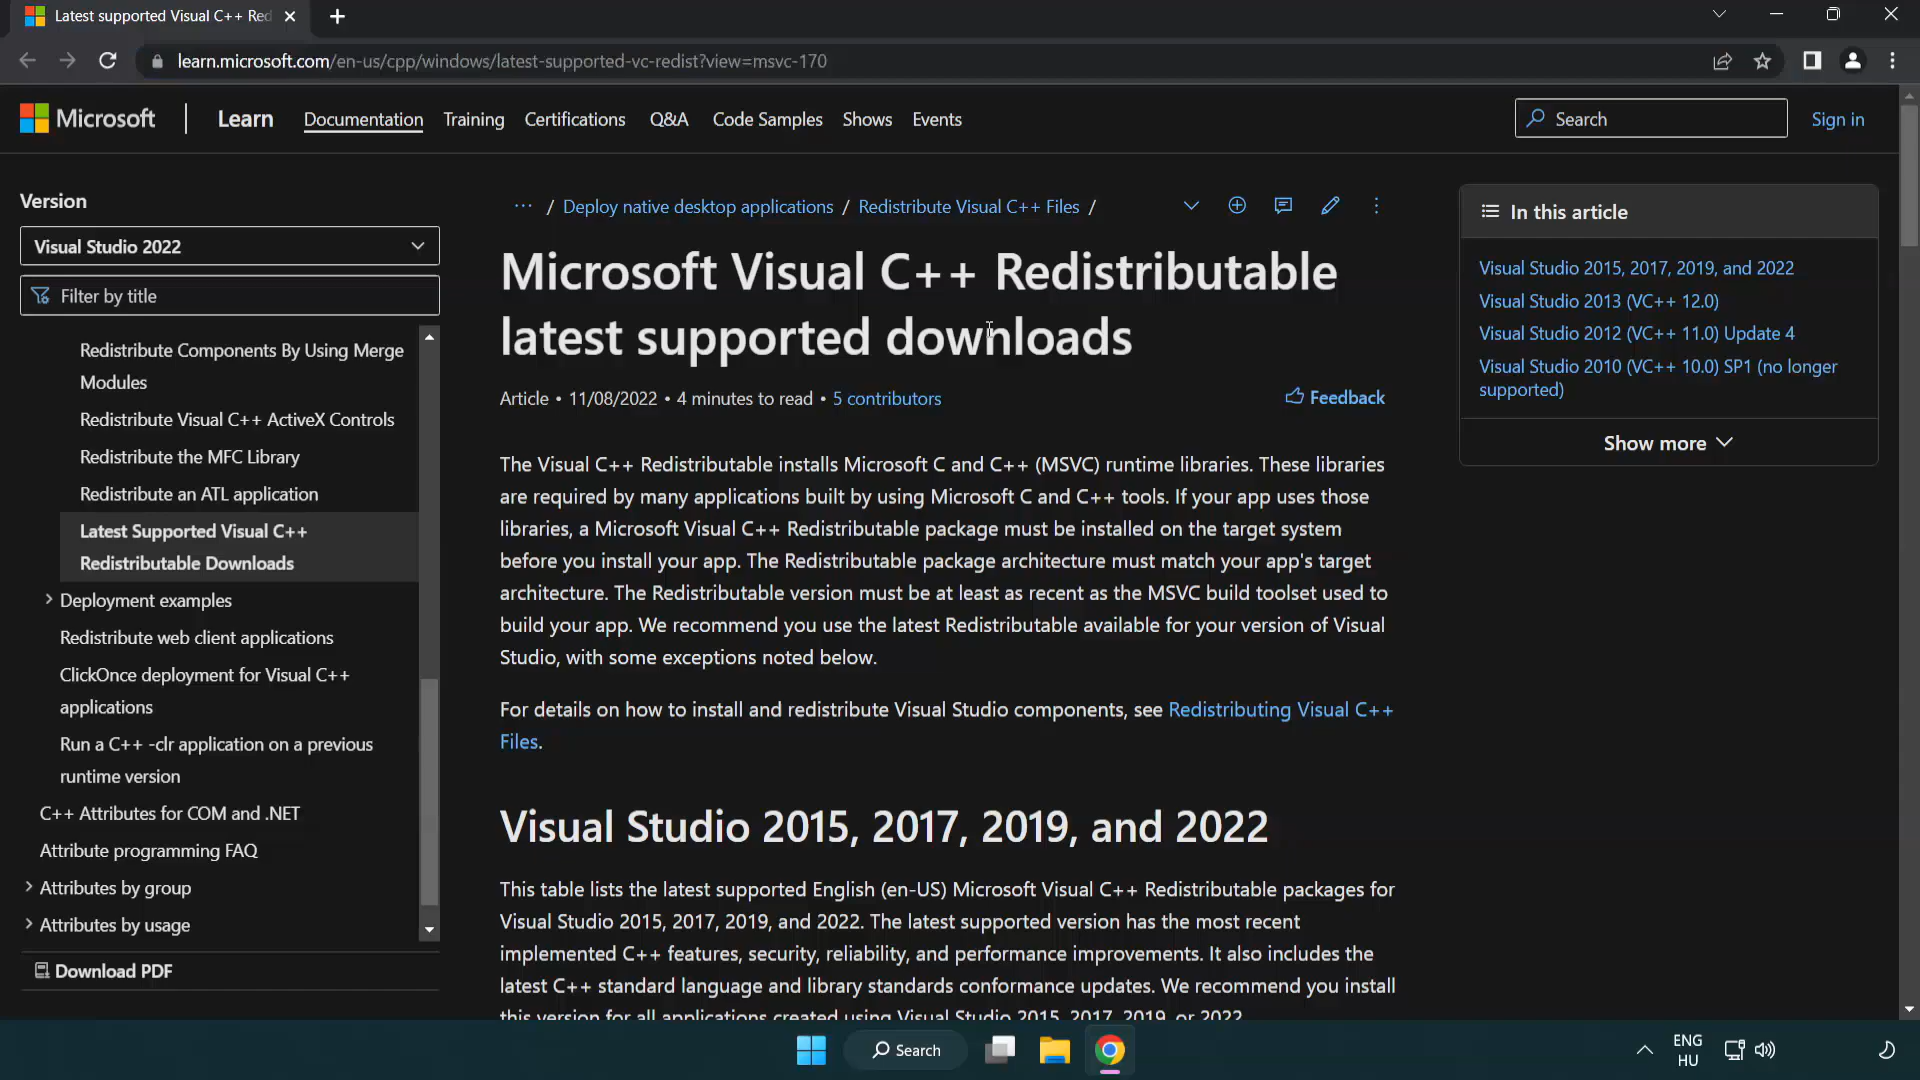 Latest supported Visual C++ Red
learn.microsoft.com/en-us/cpp/windows/latest-supported-vc-redist?view=msvc-170
Microsoft
Learn
Documentation
Training
Certifications
Q&A
Code Samples
Shows
Events
Search
Sign in
Version
Visual Studio 2022
Filter by title
Redistribute Components By Using Merge
Modules
Redistribute Visual C++ ActiveX Controls
Redistribute the MFC Library
Redistribute an ATL application
Latest Supported Visual C++
Redistributable Downloads
Deployment examples
Redistribute web client applications
ClickOnce deployment for Visual C++
applications
Run a C++ -clr application on a previous
runtime version
C++ Attributes for COM and .NET
Attribute programming FAQ
Attributes by group
Attributes by usage
Download PDF
··· / Deploy native desktop applications / Redistribute Visual C++ Files /
Microsoft Visual C++ Redistributable
latest supported downloads
Article • 11/08/2022 • 4 minutes to read • 5 contributors
Feedback
The Visual C++ Redistributable installs Microsoft C and C++ (MSVC) runtime libraries. These libraries
are required by many applications built by using Microsoft C and C++ tools. If your app uses those
libraries, a Microsoft Visual C++ Redistributable package must be installed on the target system
before you install your app. The Redistributable package architecture must match your app's target
architecture. The Redistributable version must be at least as recent as the MSVC build toolset used to
build your app. We recommend you use the latest Redistributable available for your version of Visual
Studio, with some exceptions noted below.
For details on how to install and redistribute Visual Studio components, see Redistributing Visual C++
Files.
Visual Studio 2015, 2017, 2019, and 2022
This table lists the latest supported English (en-US) Microsoft Visual C++ Redistributable packages for
Visual Studio 2015, 2017, 2019, and 2022. The latest supported version has the most recent
implemented C++ features, security, reliability, and performance improvements. It also includes the
latest C++ standard language and library standards conformance updates. We recommend you install
this version for all applications created using Visual Studio 2015, 2017, 2019, or 2022.
In this article
Visual Studio 2015, 2017, 2019, and 2022
Visual Studio 2013 (VC++ 12.0)
Visual Studio 2012 (VC++ 11.0) Update 4
Visual Studio 2010 (VC++ 10.0) SP1 (no longer
supported)
Show more
Search
ENG
HU